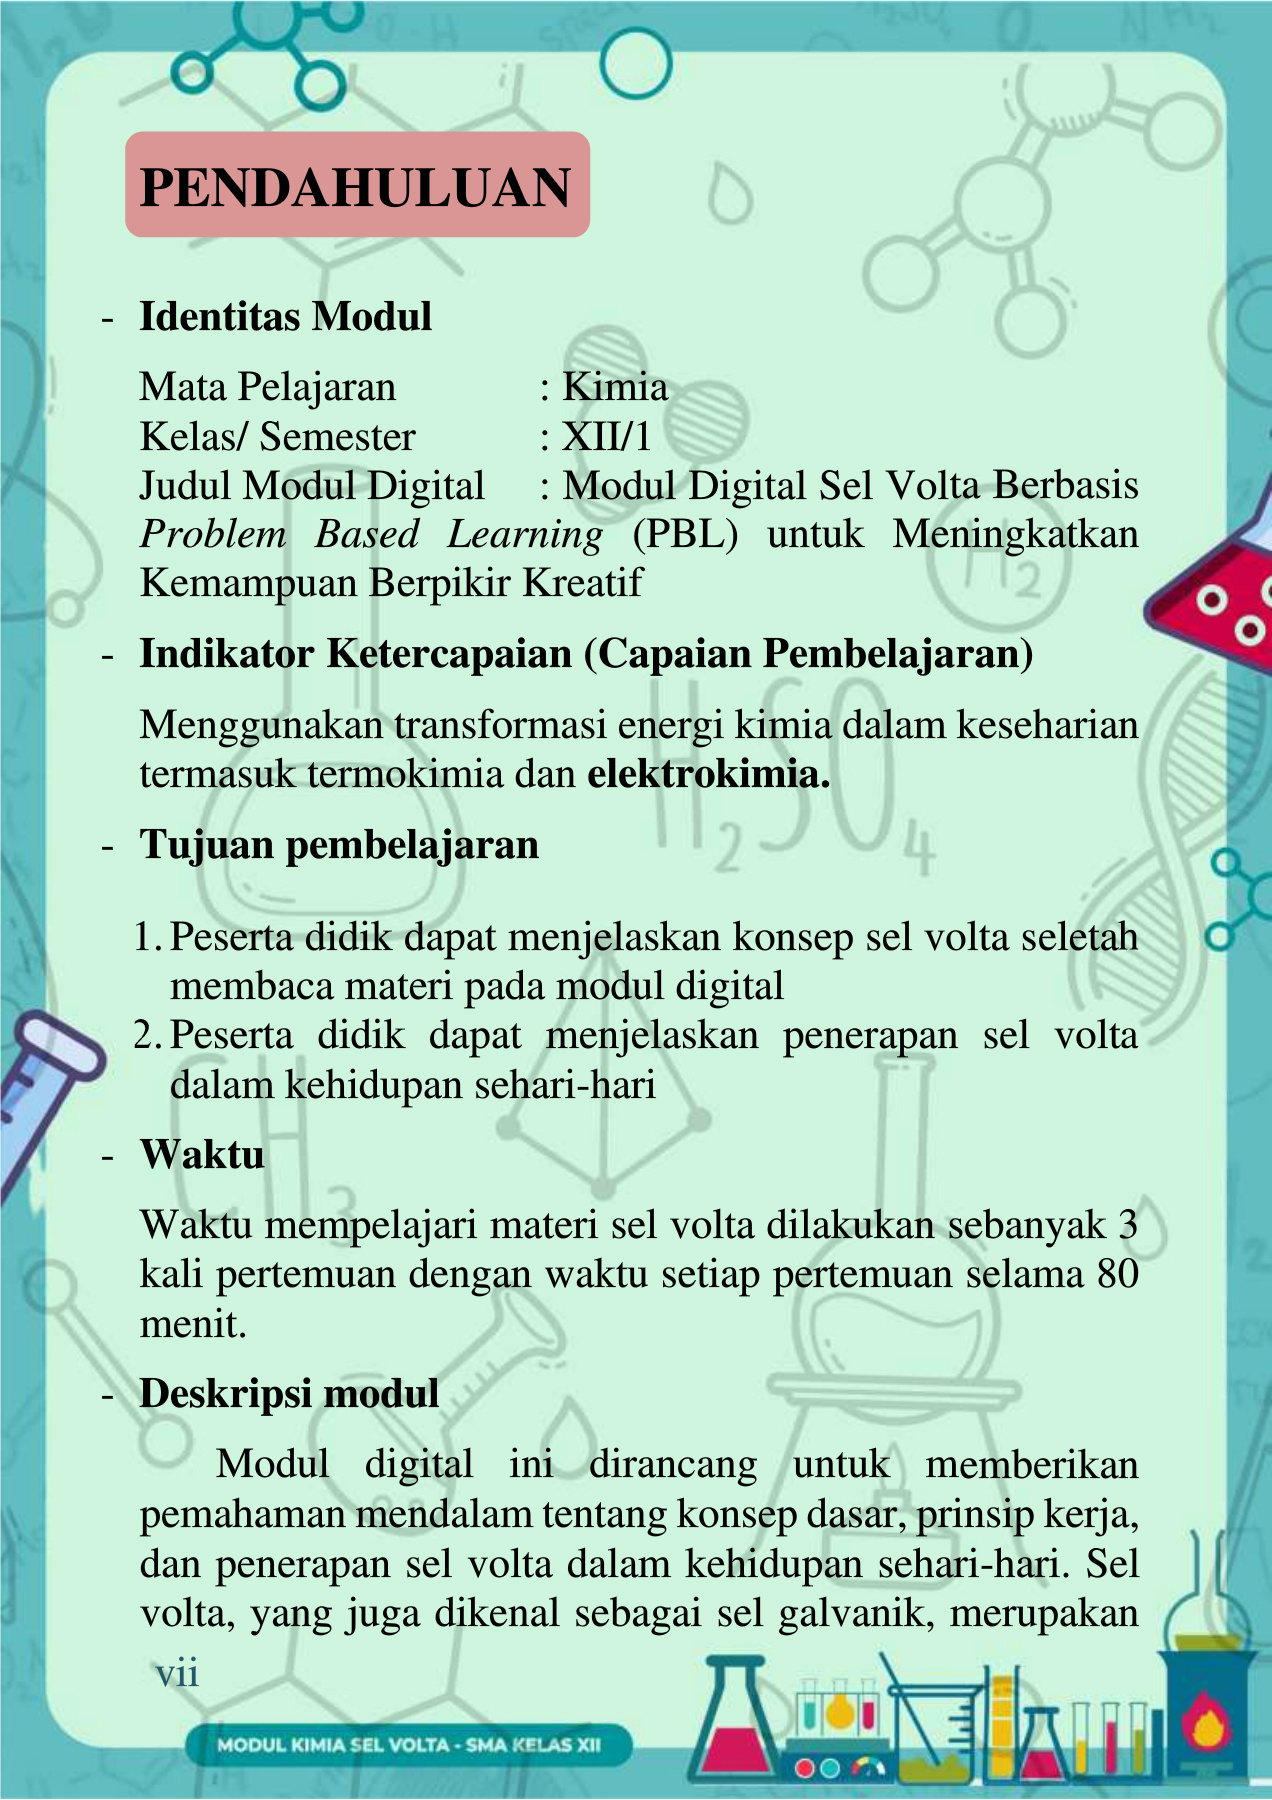 PENDAHULUAN
- Identitas Modul
Mata Pelajaran : Kimia
Kelas/ Semester : XII/1
Judul Modul Digital : Modul Digital Sel Volta Berbasis
Problem Based Learning (PBL) untuk Meningkatkan
Kemampuan Berpikir Kreatif
- Indikator Ketercapaian (Capaian Pembelajaran)
Menggunakan transformasi energi kimia dalam keseharian
termasuk termokimia dan elektrokimia.
- Tujuan pembelajaran
1. Peserta didik dapat menjelaskan konsep sel volta seletah
membaca materi pada modul digital
2. Peserta didik dapat menjelaskan penerapan sel volta
dalam kehidupan sehari-hari
- Waktu
Waktu mempelajari materi sel volta dilakukan sebanyak 3
kali pertemuan dengan waktu setiap pertemuan selama 80
menit.
- Deskripsi modul
Modul digital ini dirancang untuk memberikan
pemahaman mendalam tentang konsep dasar, prinsip kerja,
dan penerapan sel volta dalam kehidupan sehari-hari. Sel
volta, yang juga dikenal sebagai sel galvanik, merupakan
vii
MODUL KIMIA SEL VOLTA - SMA KELAS XII
H2
H2SO4
CH3